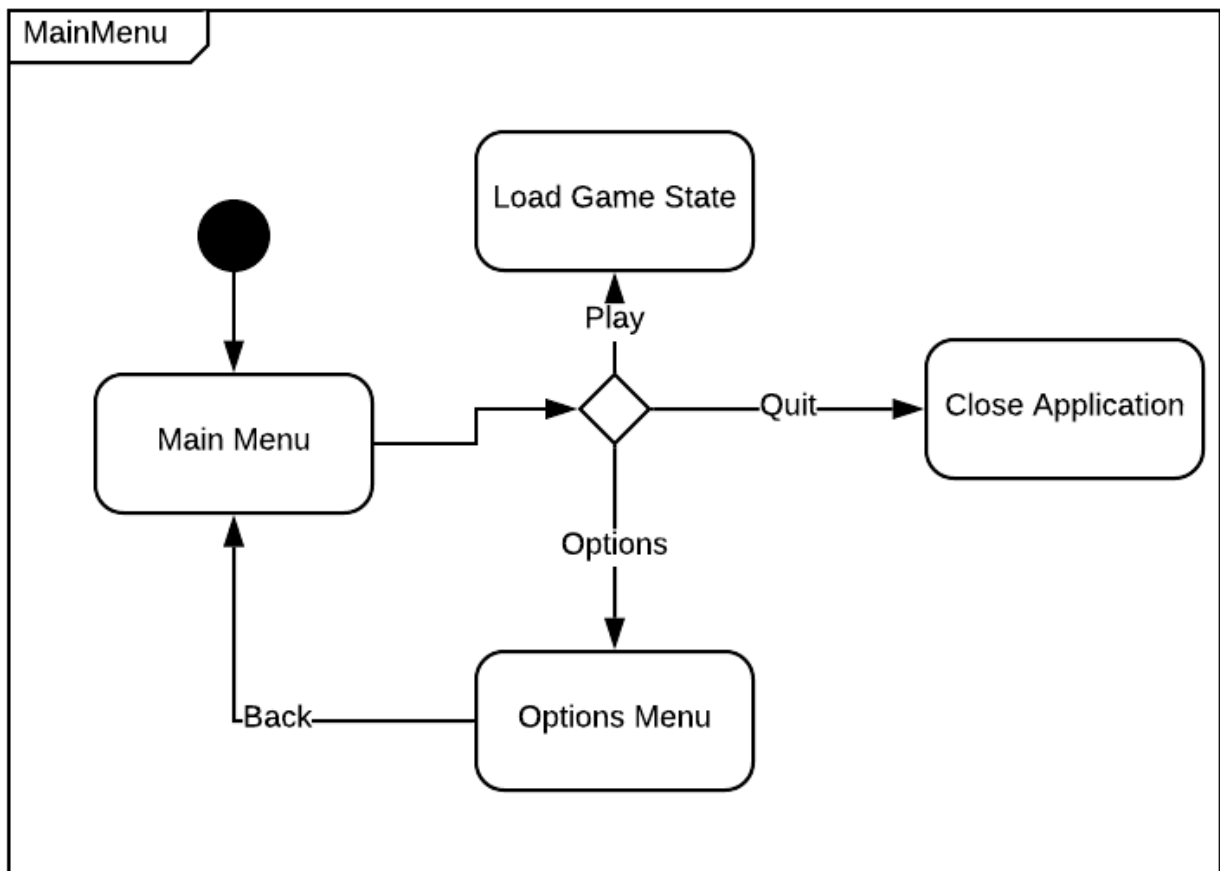 MainMenu
Load Game State
Play
Main Menu
Quit
Close Application
Options
Back
Options Menu